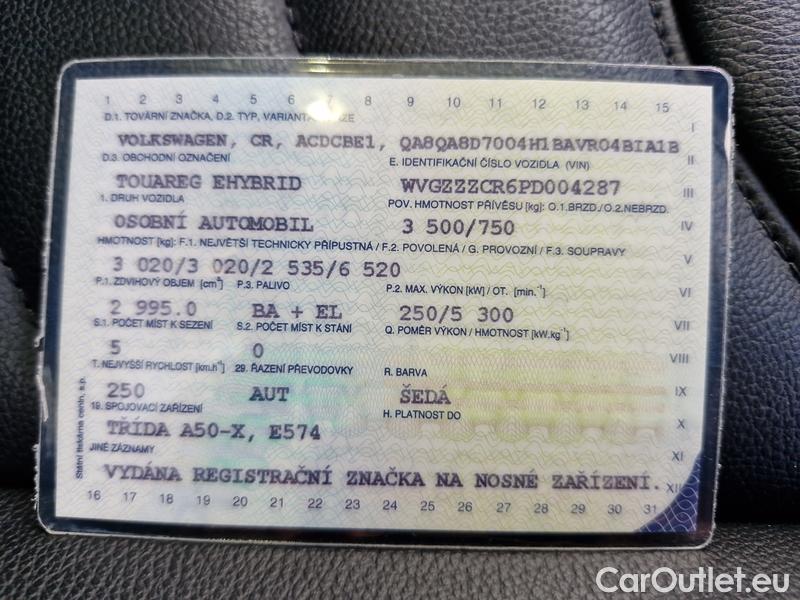 1 2 3 4 5 6 8 9 10 11 12 13 14 15
D.1. TOVÁRNÍ ZNAČKA, D.2. TYP, VARIANTA
I
VOLKSWAGEN, CR, ACDCBE1, QA8QA8D7004H1BAVR04BIA1B
D.3. OBCHODNÍ OZNAČENÍ E. IDENTIFIKAČNÍ ČÍSLO VOZIDLA (VIN) II
TOUAREG EHYBRID WVGZZZCR6PD004287 III
1. DRUH VOZIDLA POV. HMOTNOST PŘÍVĚSU [kg]: O.1.BRZD./O.2.NEBRZD.
OSOBNÍ AUTOMOBIL 3 500/750 IV
HMOTNOST [kg]: F.1. NEJVĚTŠÍ TECHNICKY PŘÍPUSTNÁ / F.2. POVOLENÁ / G. PROVOZNÍ / F.3. SOUPRAVY
3 020/3 020/2 535/6 520 V
P.1. ZDVIHOVÝ OBJEM [cm³] P.3. PALIVO P.2. MAX. VÝKON [kW] / OT. [min.⁻¹] VI
2 995.0 BA + EL 250/5 300
S.1. POČET MÍST K SEZENÍ S.2. POČET MÍST K STÁNÍ Q. POMĚR VÝKON / HMOTNOST [kW.kg⁻¹] VII
5 0 VIII
T. NEJVYŠŠÍ RYCHLOST [km.h⁻¹] 29. ŘAZENÍ PŘEVODOVKY R. BARVA
250 AUT ŠEDÁ IX
19. SPOJOVACÍ ZAŘÍZENÍ H. PLATNOST DO
TŘÍDA A50-X, E574 X
JINÉ ZÁZNAMY XI
VYDÁNA REGISTRAČNÍ ZNAČKA NA NOSNÉ ZAŘÍZENÍ. XII
16 17 18 19 20 21 22 23 24 25 26 27 28 29 30 31
Státní tiskárna cenin, s.p.
CarOutlet.eu